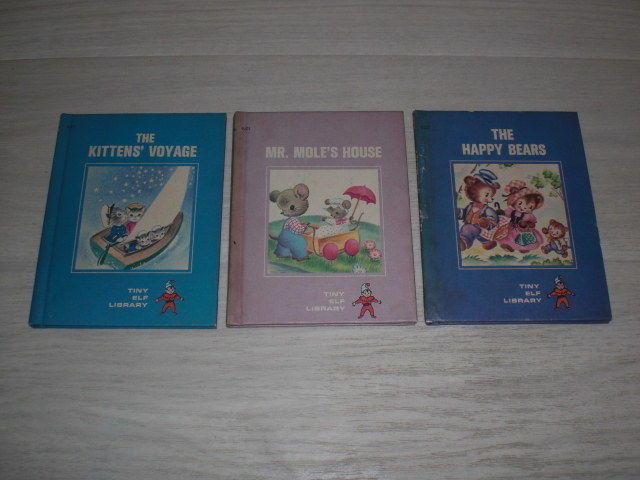 THE
KITTENS' VOYAGE
TINY
ELF
LIBRARY
MR. MOLE'S HOUSE
TINY
ELF
LIBRARY
THE
HAPPY BEARS
TINY
ELF
LIBRARY